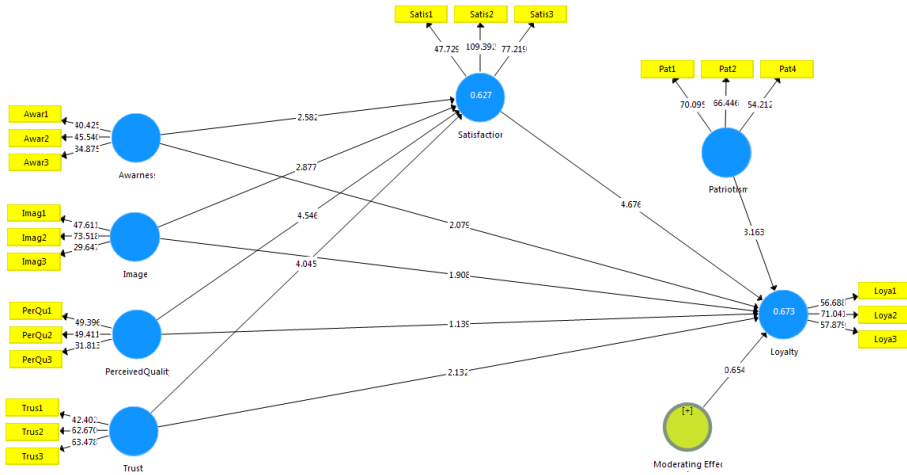 Satis1 Satis2 Satis3
47.729 109.392 77.219
0.627
Satisfaction
Pat1 Pat2 Pat4
70.095 66.446 54.212
Patriotism
Awar1
Awar2
Awar3
40.425
45.540
34.875
Awarness
2.582
Imag1
Imag2
Imag3
47.611
73.518
29.647
Image
2.877
4.546
4.045
4.676
2.079
1.908
1.139
2.132
3.163
PerQu1
PerQu2
PerQu3
49.396
49.411
31.813
PerceivedQualit
Trus1
Trus2
Trus3
42.402
62.670
63.478
Trust
0.673
Loyalty
Loya1
Loya2
Loya3
56.688
71.041
57.879
0.654
[+]
Moderating Effec